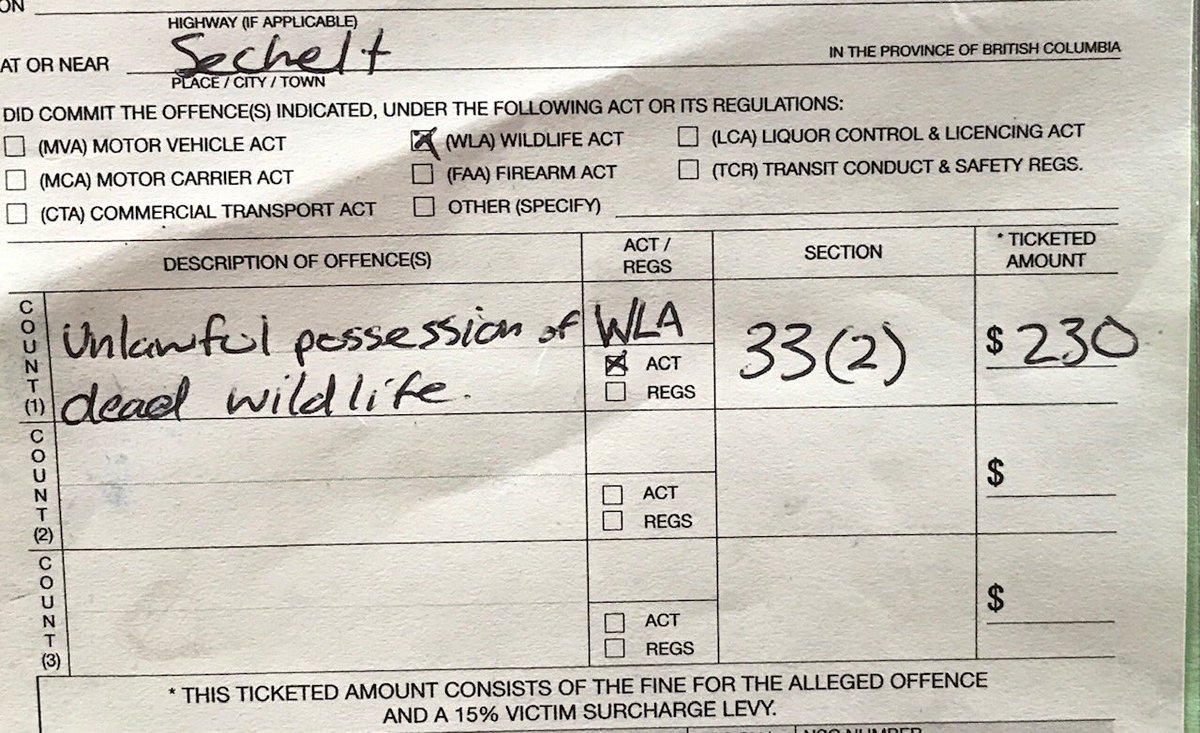 ON
HIGHWAY (IF APPLICABLE)
AT OR NEAR Sechelt IN THE PROVINCE OF BRITISH COLUMBIA
PLACE / CITY / TOWN
DID COMMIT THE OFFENCE(S) INDICATED, UNDER THE FOLLOWING ACT OR ITS REGULATIONS:
(MVA) MOTOR VEHICLE ACT (WLA) WILDLIFE ACT (LCA) LIQUOR CONTROL & LICENCING ACT
(MCA) MOTOR CARRIER ACT (FAA) FIREARM ACT (TCR) TRANSIT CONDUCT & SAFETY REGS.
(CTA) COMMERCIAL TRANSPORT ACT OTHER (SPECIFY)
DESCRIPTION OF OFFENCE(S) ACT / REGS SECTION * TICKETED AMOUNT
COUNT (1) Unlawful possession of WLA 33(2) $ 230
dead wildlife. ACT
REGS
COUNT (2) $
ACT
REGS
COUNT (3) $
ACT
REGS
* THIS TICKETED AMOUNT CONSISTS OF THE FINE FOR THE ALLEGED OFFENCE
AND A 15% VICTIM SURCHARGE LEVY.